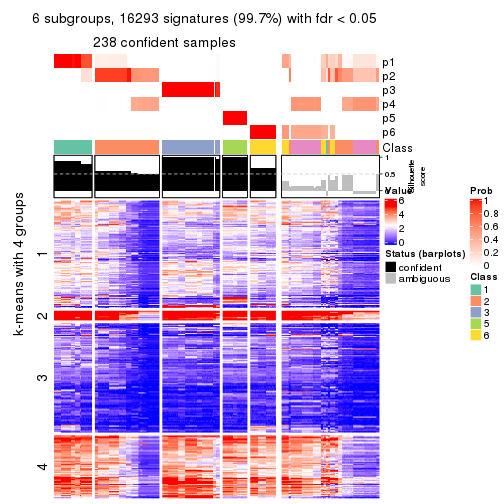 6 subgroups, 16293 signatures (99.7%) with fdr < 0.05
238 confident samples
p1
p2
p3
p4
p5
p6
Class
1
0.5
0
Silhouette
score
k-means with 4 groups
1
2
3
4
Value
6
4
2
0
Status (barplots)
confident
ambiguous
Prob
1
0.8
0.6
0.4
0.2
0
Class
1
2
3
5
6